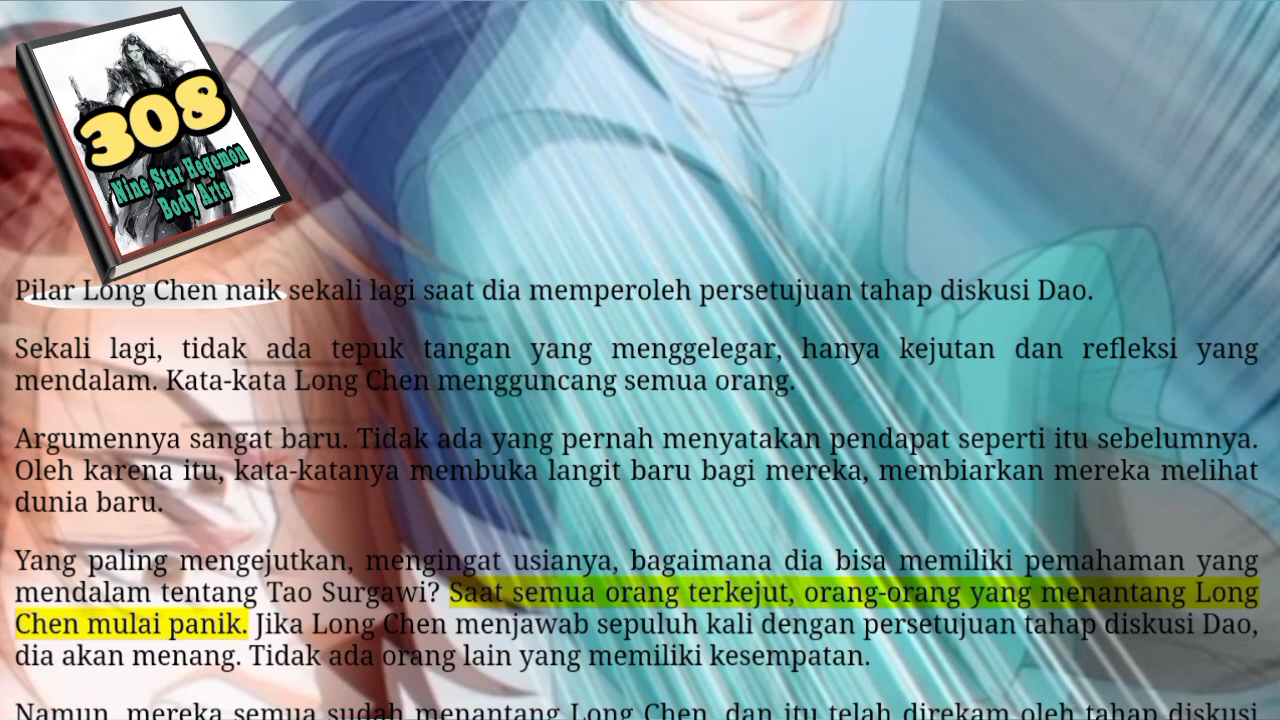 308
Nine Star Hegemon
Body Arts
Pilar Long Chen naik sekali lagi saat dia memperoleh persetujuan tahap diskusi Dao.
Sekali lagi, tidak ada tepuk tangan yang menggelegar, hanya kejutan dan refleksi yang
mendalam. Kata-kata Long Chen mengguncang semua orang.
Argumennya sangat baru. Tidak ada yang pernah menyatakan pendapat seperti itu sebelumnya.
Oleh karena itu, kata-katanya membuka langit baru bagi mereka, membiarkan mereka melihat
dunia baru.
Yang paling mengejutkan, mengingat usianya, bagaimana dia bisa memiliki pemahaman yang
mendalam tentang Tao Surgawi? Saat semua orang terkejut, orang-orang yang menantang Long
Chen mulai panik. Jika Long Chen menjawab sepuluh kali dengan persetujuan tahap diskusi Dao,
dia akan menang. Tidak ada orang lain yang memiliki kesempatan.
Namun, mereka semua sudah menantang Long Chen, dan itu telah direkam oleh tahap diskusi